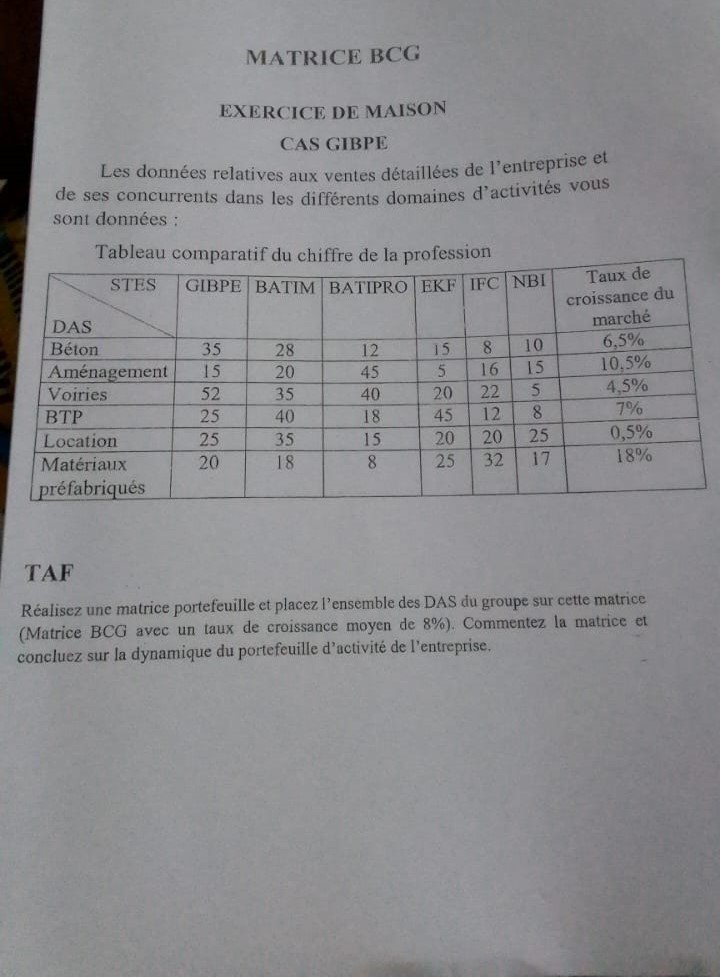 MATRICE BCG
EXERCICE DE MAISON
CAS GIBPE
Les données relatives aux ventes détaillées de l'entreprise et
de ses concurrents dans les différents domaines d'activités vous
sont données :
Tableau comparatif du chiffre de la profession
STES GIBPE BATIM BATIPRO EKF IFC NBI Taux de
croissance du
marché
DAS
Béton 35 28 12 15 8 10 6,5%
Aménagement 15 20 45 5 16 15 10,5%
Voiries 52 35 40 20 22 5 4,5%
BTP 25 40 18 45 12 8 7%
Location 25 35 15 20 20 25 0,5%
Matériaux 20 18 8 25 32 17 18%
préfabriqués
TAF
Réalisez une matrice portefeuille et placez l'ensemble des DAS du groupe sur cette matrice
(Matrice BCG avec un taux de croissance moyen de 8%). Commentez la matrice et
concluez sur la dynamique du portefeuille d'activité de l'entreprise.